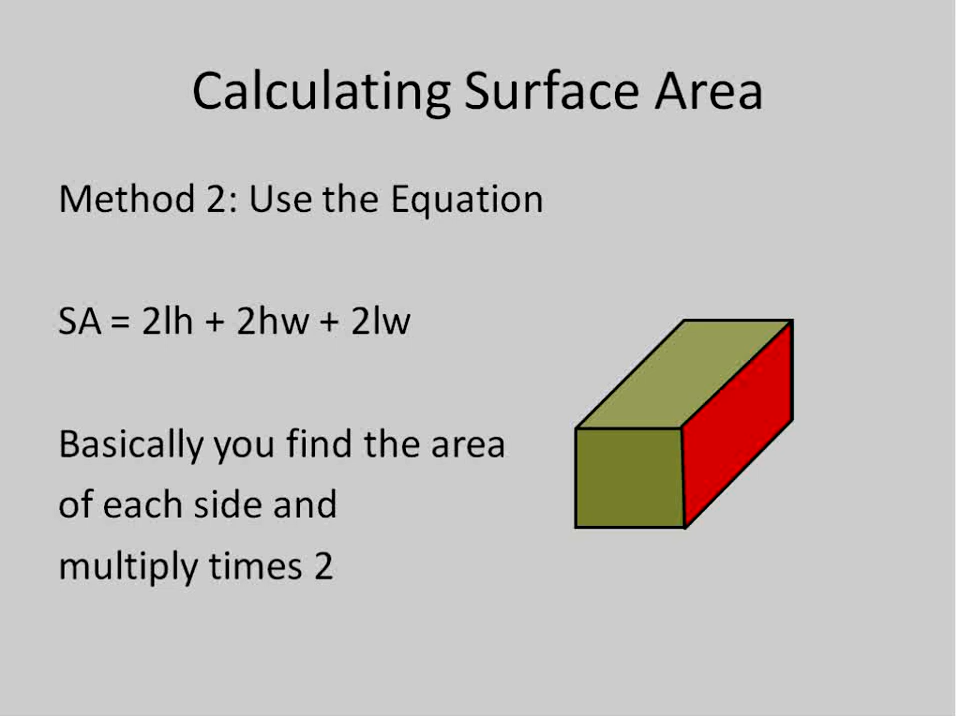 Calculating Surface Area
Method 2: Use the Equation
SA = 2lh + 2hw + 2lw
Basically you find the area
of each side and
multiply times 2